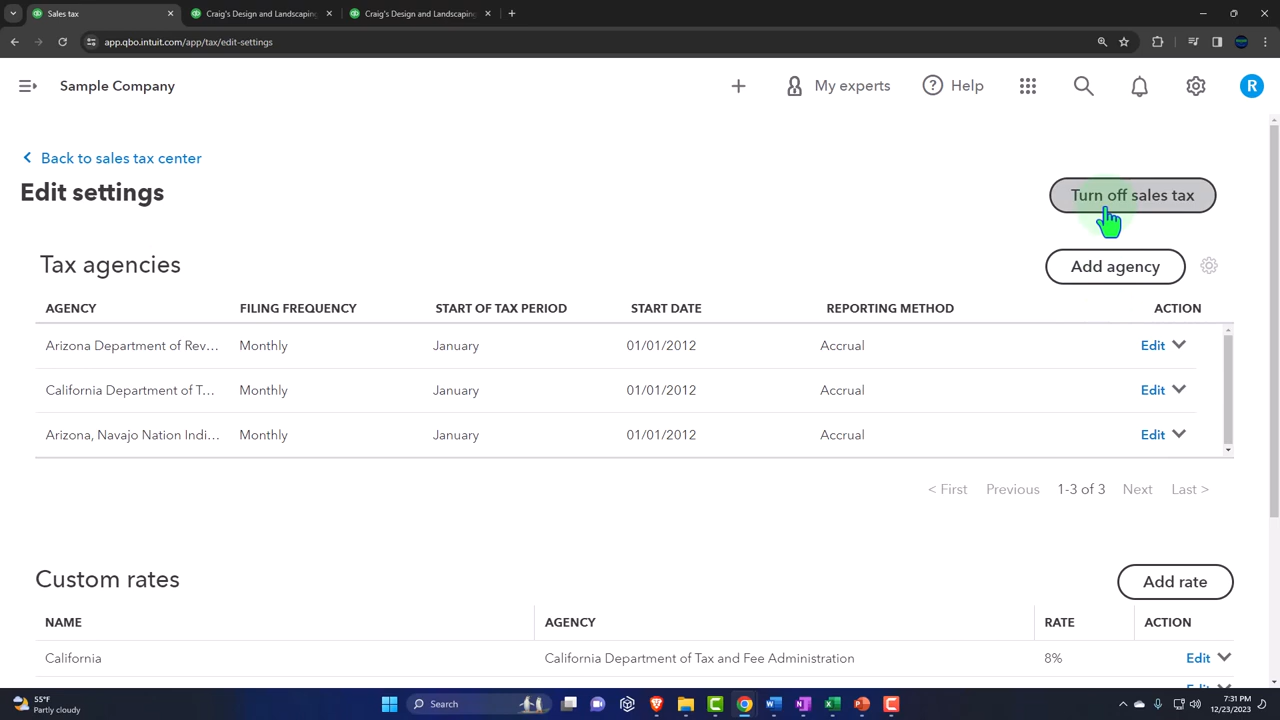 Sales tax
Craig's Design and Landscaping
Craig's Design and Landscaping
app.qbo.intuit.com/app/tax/edit-settings
Sample Company
My experts
Help
R
Back to sales tax center
Edit settings
Turn off sales tax
Tax agencies
Add agency
AGENCY FILING FREQUENCY START OF TAX PERIOD START DATE REPORTING METHOD ACTION
Arizona Department of Rev... Monthly January 01/01/2012 Accrual Edit
California Department of T... Monthly January 01/01/2012 Accrual Edit
Arizona, Navajo Nation Indi... Monthly January 01/01/2012 Accrual Edit
< First Previous 1-3 of 3 Next Last >
Custom rates
Add rate
NAME AGENCY RATE ACTION
California California Department of Tax and Fee Administration 8% Edit
Edit
55°F
Partly cloudy
Search
7:31 PM
12/23/2023